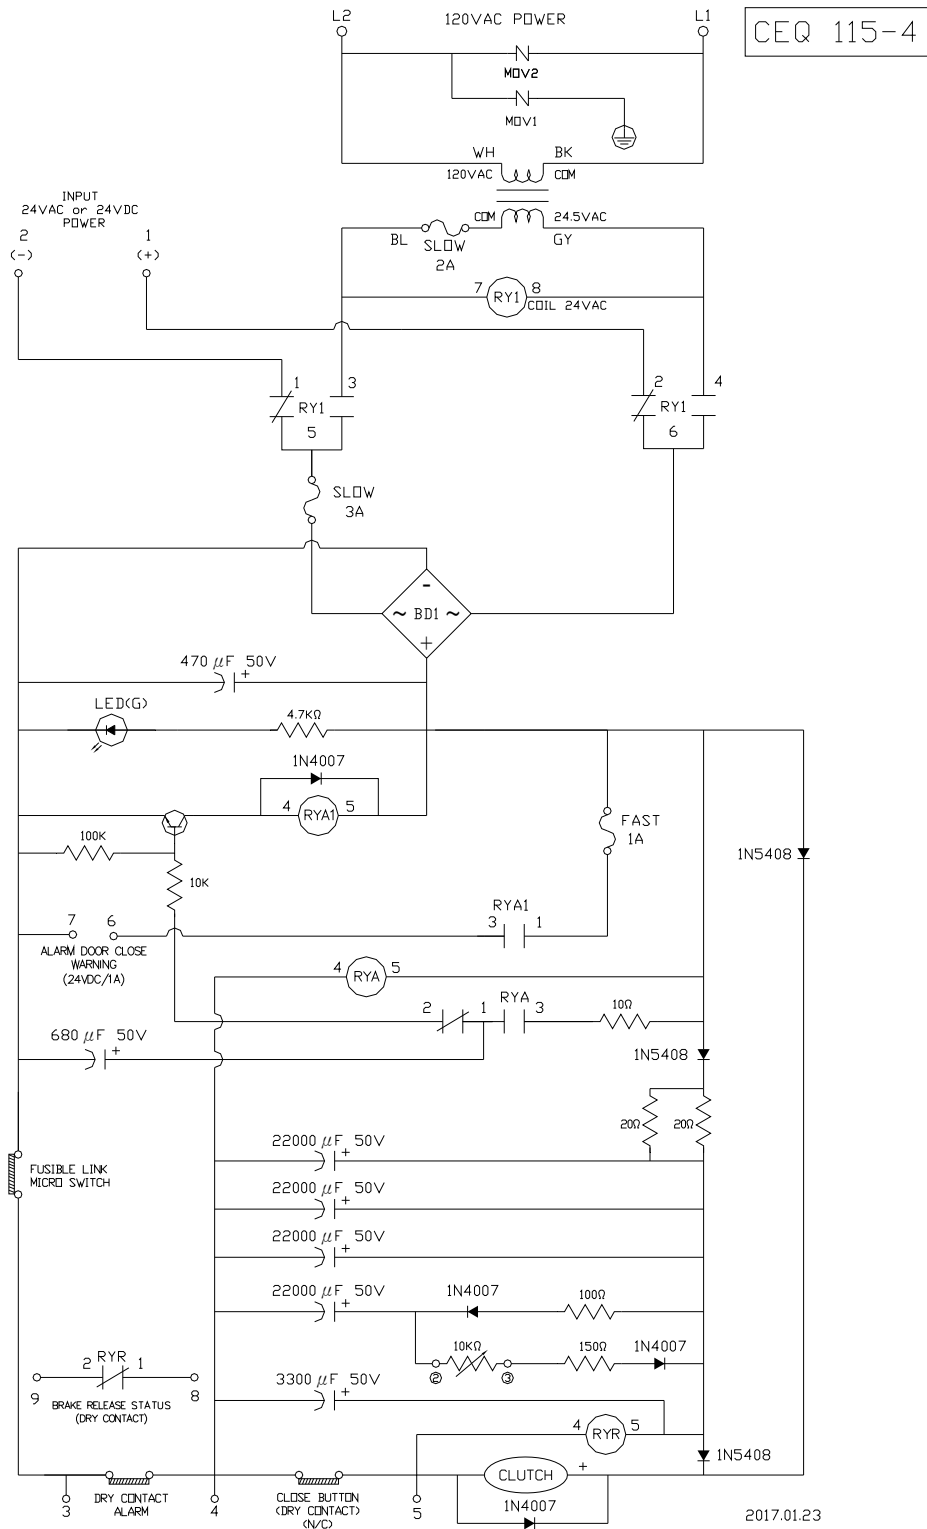 L2
120VAC POWER
L1
CEQ 115-4
MOV2
MOV1
WH
BK
120VAC
COM
INPUT
24VAC or 24VDC
POWER
COM
24.5VAC
BL
SLOW
2A
GY
2
(-)
1
(+)
7
RY1
8
COIL 24VAC
1
3
2
4
RY1
RY1
5
6
SLOW
3A
-
~ BD1 ~
+
470 µF 50V
+
LED(G)
4.7KΩ
1N4007
4
RYA1
5
FAST
1A
100K
1N5408
10K
RYA1
7
6
3
1
ALARM DOOR CLOSE
WARNING
(24VDC/1A)
4
RYA
5
RYA
2
1
3
10Ω
680 µF 50V
+
1N5408
20Ω
20Ω
22000 µF 50V
+
FUSIBLE LINK
MICRO SWITCH
22000 µF 50V
+
22000 µF 50V
+
22000 µF 50V
+
1N4007
100Ω
10KΩ
150Ω
1N4007
②
③
RYR
2
1
9
8
BRAKE RELEASE STATUS
(DRY CONTACT)
3300 µF 50V
+
4
RYR
5
1N5408
CLUTCH
+
3
DRY CONTACT
ALARM
4
CLOSE BUTTON
(DRY CONTACT)
(N/C)
5
1N4007
2017.01.23